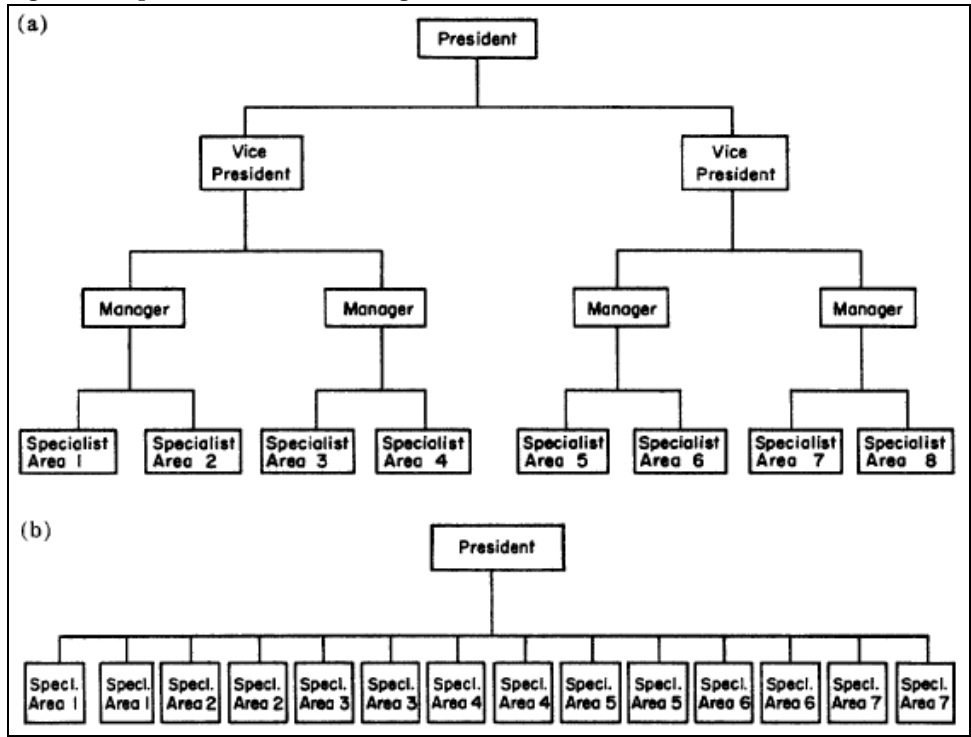 (a)
President
Vice
President
Vice
President
Manager
Manager
Manager
Manager
Specialist
Area 1
Specialist
Area 2
Specialist
Area 3
Specialist
Area 4
Specialist
Area 5
Specialist
Area 6
Specialist
Area 7
Specialist
Area 8
(b)
President
Specl.
Area 1
Specl.
Area 1
Specl.
Area 2
Specl.
Area 2
Specl.
Area 3
Specl.
Area 3
Specl.
Area 4
Specl.
Area 4
Specl.
Area 5
Specl.
Area 5
Specl.
Area 6
Specl.
Area 6
Specl.
Area 7
Specl.
Area 7